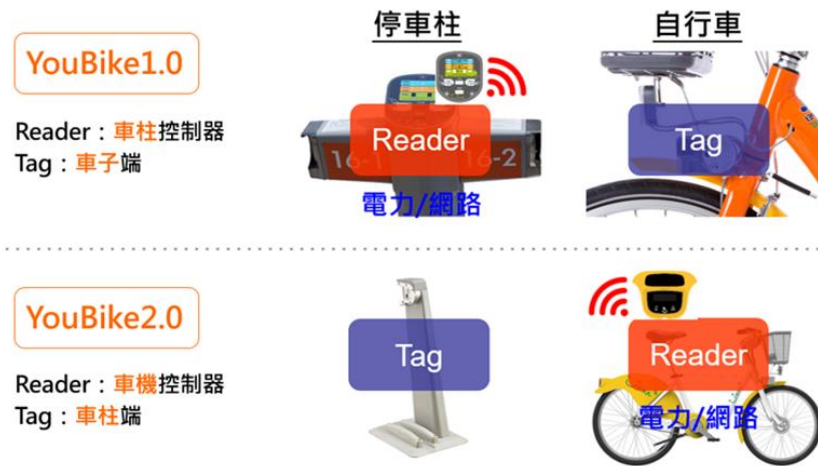 停車柱
自行車
YouBike1.0
Reader：車柱控制器
Tag：車子端
16-1
16-2
Reader
電力/網路
Tag
YouBike2.0
Reader：車機控制器
Tag：車柱端
Tag
Reader
電力/網路